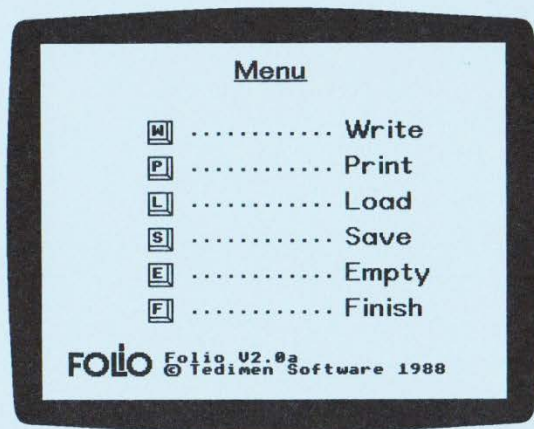 Menu
W ............ Write
P ............ Print
L ............ Load
S ............ Save
E ............ Empty
F ............ Finish
FOLiO Folio V2.0a
© Tedimen Software 1988